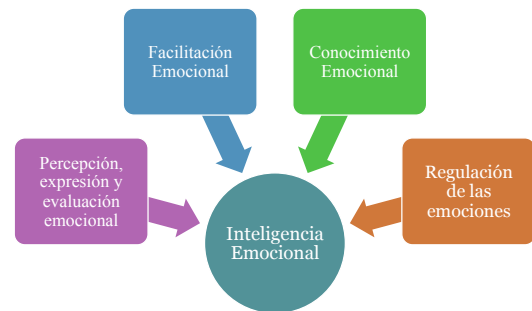 Facilitación
Emocional
Conocimiento
Emocional
Percepción,
expresión y
evaluación
emocional
Regulación
de las
emociones
Inteligencia
Emocional